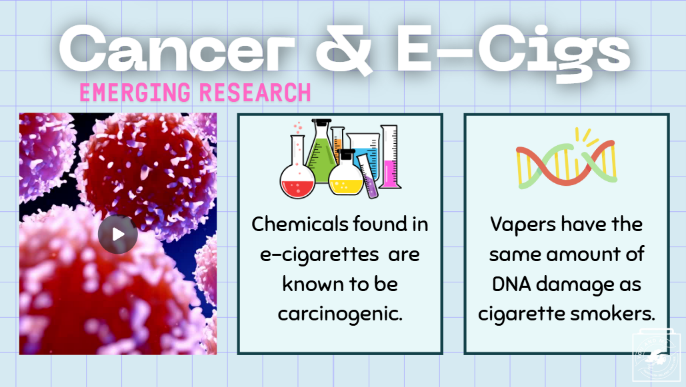 Cancer & E-Cigs
EMERGING RESEARCH
Chemicals found in
e-cigarettes are
known to be
carcinogenic.
Vapers have the
same amount of
DNA damage as
cigarette smokers.